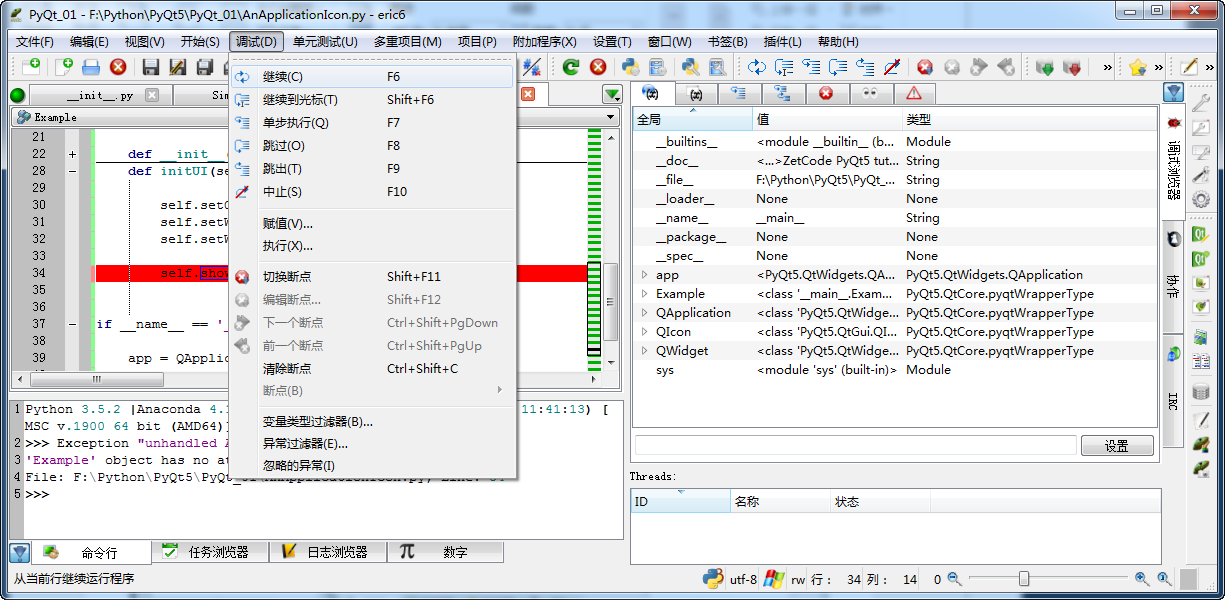 PyQt_01 - F:\Python\PyQt5\PyQt_01\AnApplicationIcon.py - eric6
文件(F) 编辑(E) 视图(V) 开始(S) 调试(D) 单元测试(U) 多重项目(M) 项目(P) 附加程序(X) 设置(T) 窗口(W) 书签(B) 插件(L) 帮助(H)
__init__.py
Example
21
22 + def __init__
28 - def initUI(se
29
30 self.set
31 self.set
32 self.set
33
34 self.show
35
36
37 - if __name__ == '
38
39 app = QApplic
继续(C) F6
继续到光标(T) Shift+F6
单步执行(Q) F7
跳过(O) F8
跳出(T) F9
中止(S) F10
赋值(V)...
执行(X)...
切换断点 Shift+F11
编辑断点... Shift+F12
下一个断点 Ctrl+Shift+PgDown
前一个断点 Ctrl+Shift+PgUp
清除断点 Ctrl+Shift+C
断点(B)
变量类型过滤器(B)...
异常过滤器(E)...
忽略的异常(I)
1 Python 3.5.2 |Anaconda 4.1 11:41:13) [
MSC v.1900 64 bit (AMD64)]
2 >>> Exception "unhandled A
3 'Example' object has no at
4 File: F:\Python\PyQt5\PyQt_01\AnApplicationIcon.py, Line: 34
5 >>>
命令行 任务浏览器 日志浏览器 数字
从当前行继续运行程序
全局 值 类型
__builtins__ <module __builtin__ (b... Module
__doc__ <...>ZetCode PyQt5 tut... String
__file__ F:\Python\PyQt5\PyQt_... String
__loader__ None None
__name__ __main__ String
__package__ None None
__spec__ None None
app <PyQt5.QtWidgets.QA... PyQt5.QtWidgets.QApplication
Example <class '__main__.Exam... PyQt5.QtCore.pyqtWrapperType
QApplication <class 'PyQt5.QtWidge... PyQt5.QtCore.pyqtWrapperType
QIcon <class 'PyQt5.QtGui.QI... PyQt5.QtCore.pyqtWrapperType
QWidget <class 'PyQt5.QtWidge... PyQt5.QtCore.pyqtWrapperType
sys <module 'sys' (built-in)> Module
设置
Threads:
ID 名称 状态
调试浏览器
协作
IRC
utf-8 rw 行: 34 列: 14 0